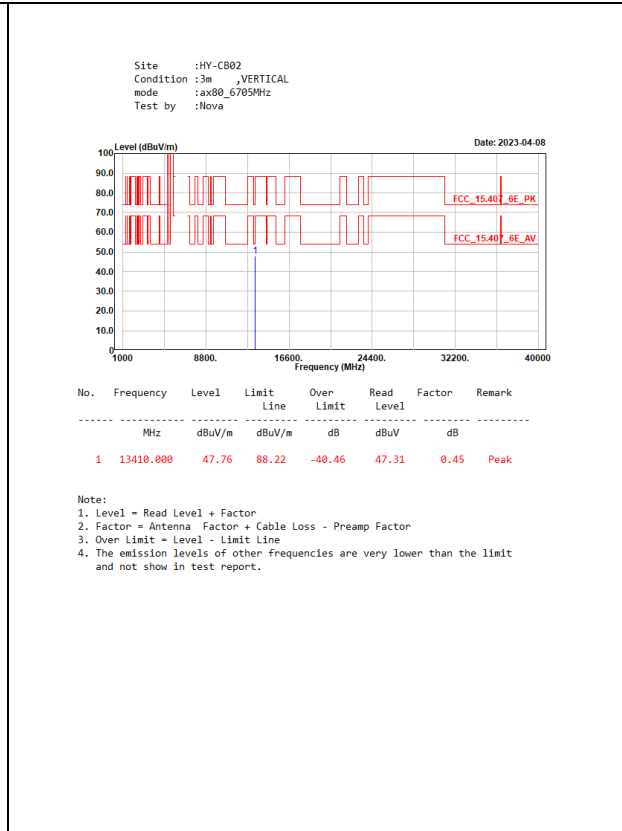 Site :HY-CB02
Condition :3m ,VERTICAL
mode :ax80_6705MHz
Test by :Nova
Level (dBuV/m) Date: 2023-04-08
100
90.0
80.0
FCC_15.407_6E_PK
70.0
60.0
FCC_15.407_6E_AV
50.0
1
40.0
30.0
20.0
10.0
0
1000 8800. 16600. 24400. 32200. 40000
Frequency (MHz)
No. Frequency Level Limit Over Read Factor Remark
Line Limit Level
------ ----------- -------- --------- --------- --------- -------- ---------
MHz dBuV/m dBuV/m dB dBuV dB
1 13410.000 47.76 88.22 -40.46 47.31 0.45 Peak
Note:
1. Level = Read Level + Factor
2. Factor = Antenna Factor + Cable Loss - Preamp Factor
3. Over Limit = Level - Limit Line
4. The emission levels of other frequencies are very lower than the limit
and not show in test report.